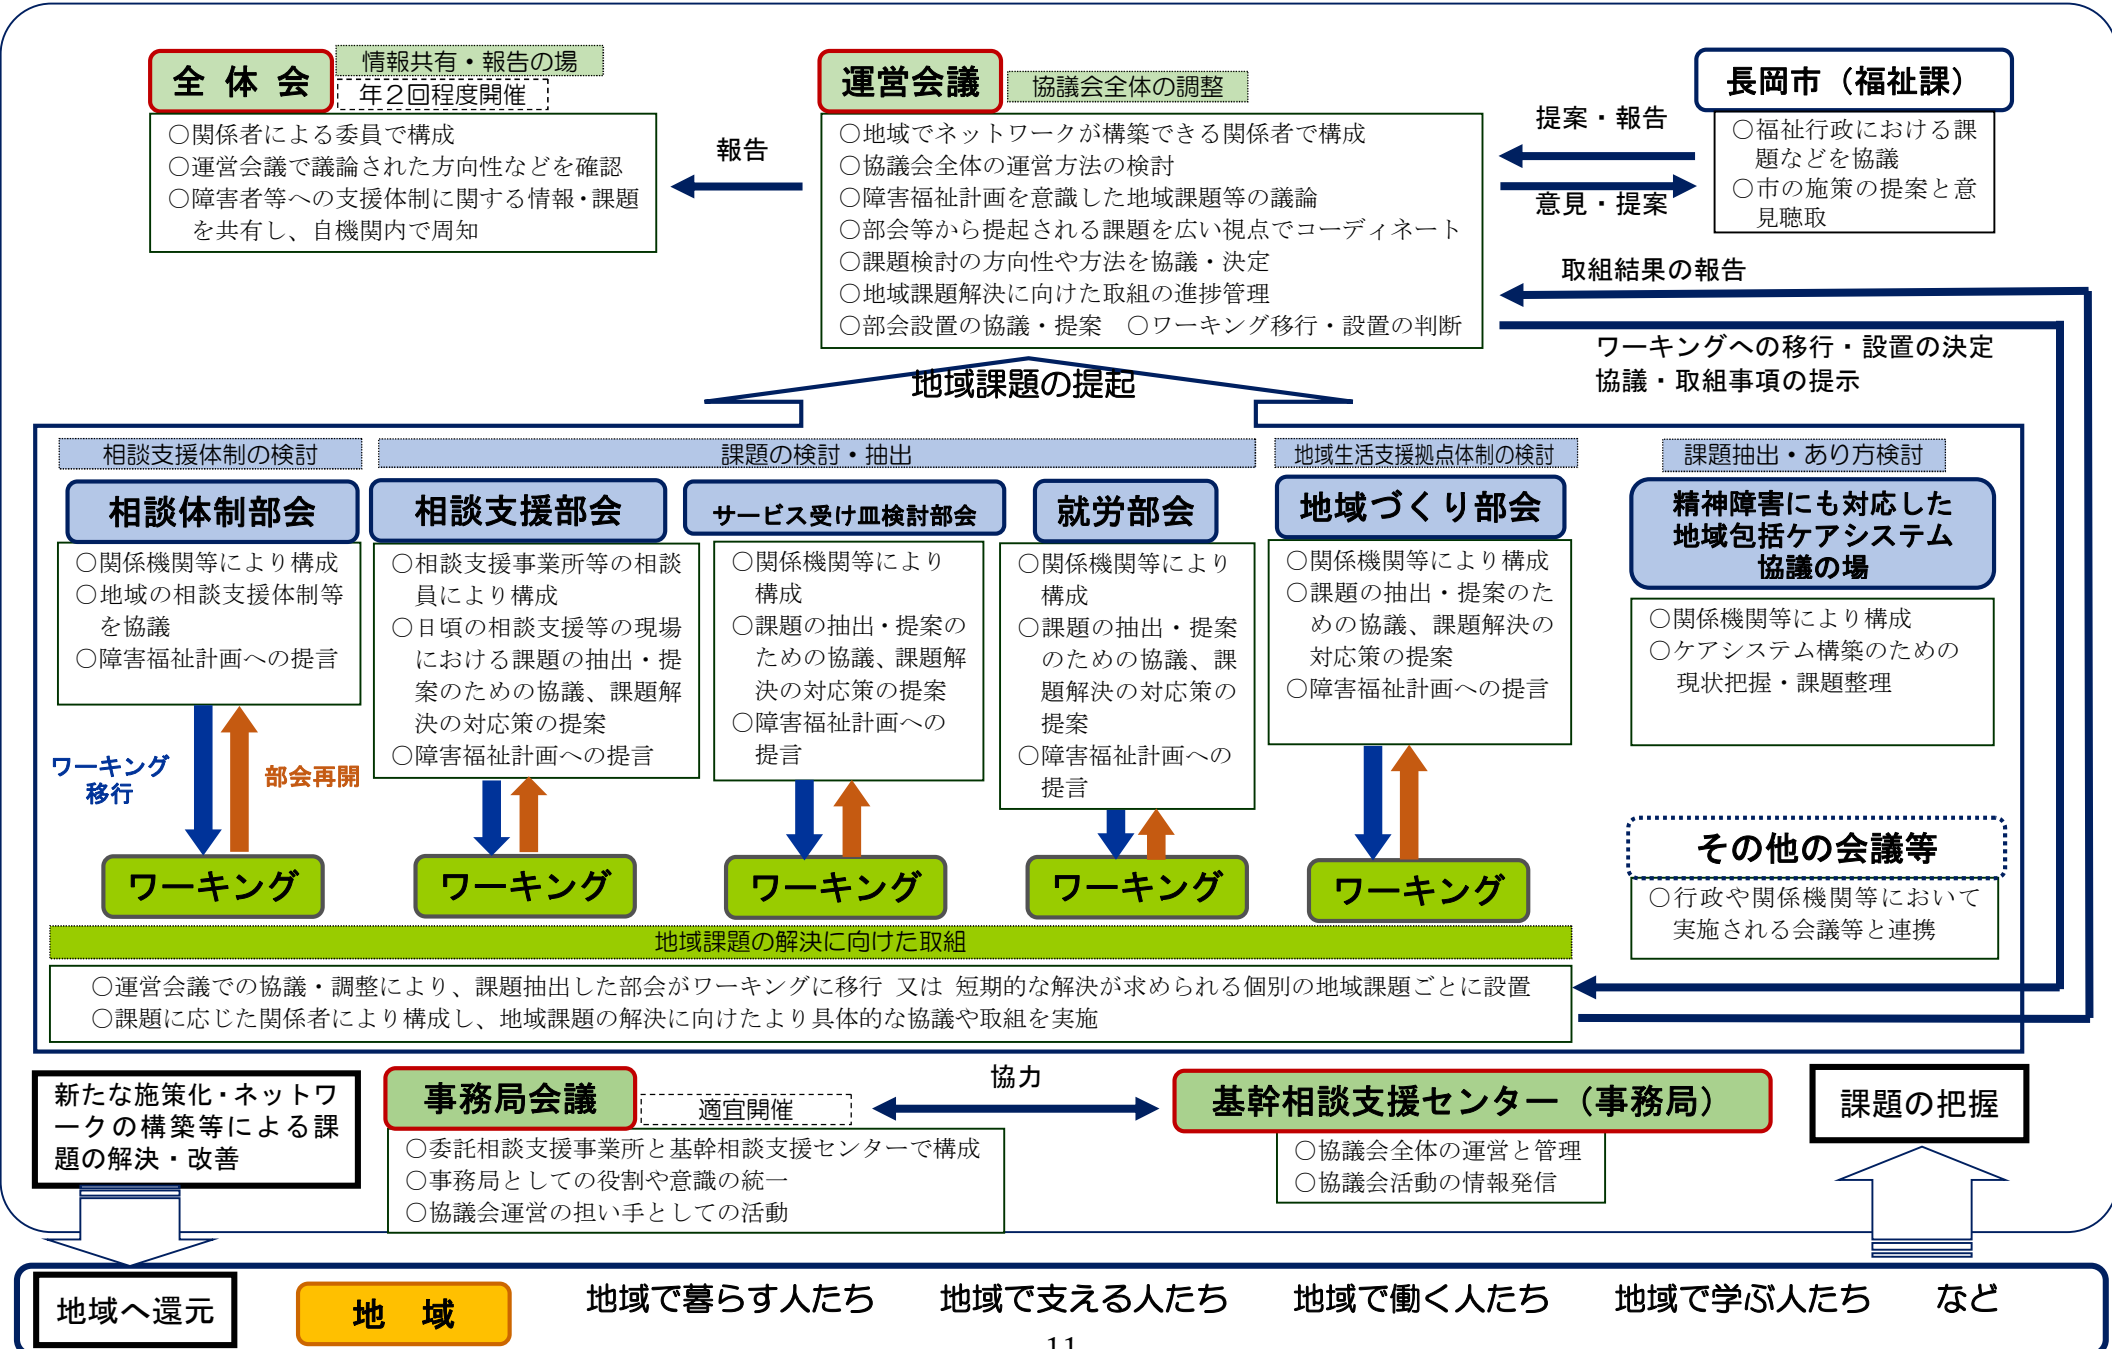 全 体 会
情報共有・報告の場
年２回程度開催
○関係者による委員で構成
○運営会議で議論された方向性などを確認
○障害者等への支援体制に関する情報・課題
を共有し、自機関内で周知
報告
運営会議
協議会全体の調整
○地域でネットワークが構築できる関係者で構成
○協議会全体の運営方法の検討
○障害福祉計画を意識した地域課題等の議論
○部会等から提起される課題を広い視点でコーディネート
○課題検討の方向性や方法を協議・決定
○地域課題解決に向けた取組の進捗管理
○部会設置の協議・提案　○ワーキング移行・設置の判断
提案・報告
意見・提案
長岡市（福祉課）
○福祉行政における課
題などを協議
○市の施策の提案と意
見聴取
取組結果の報告
ワーキングへの移行・設置の決定
協議・取組事項の提示
地域課題の提起
相談支援体制の検討
課題の検討・抽出
地域生活支援拠点体制の検討
課題抽出・あり方検討
相談体制部会
○関係機関等により構成
○地域の相談支援体制等
を協議
○障害福祉計画への提言
相談支援部会
○相談支援事業所等の相談
員により構成
○日頃の相談支援等の現場
における課題の抽出・提
案のための協議、課題解
決の対応策の提案
○障害福祉計画への提言
サービス受け皿検討部会
○関係機関等により
構成
○課題の抽出・提案の
ための協議、課題解
決の対応策の提案
○障害福祉計画への
提言
就労部会
○関係機関等により
構成
○課題の抽出・提案
のための協議、課
題解決の対応策の
提案
○障害福祉計画への
提言
地域づくり部会
○関係機関等により構成
○課題の抽出・提案のた
めの協議、課題解決の
対応策の提案
○障害福祉計画への提言
精神障害にも対応した
地域包括ケアシステム
協議の場
○関係機関等により構成
○ケアシステム構築のための
現状把握・課題整理
ワーキング
移行
部会再開
ワーキング
ワーキング
ワーキング
ワーキング
ワーキング
その他の会議等
○行政や関係機関等において
実施される会議等と連携
地域課題の解決に向けた取組
○運営会議での協議・調整により、課題抽出した部会がワーキングに移行 又は 短期的な解決が求められる個別の地域課題ごとに設置
○課題に応じた関係者により構成し、地域課題の解決に向けたより具体的な協議や取組を実施
新たな施策化・ネットワ
ークの構築等による課
題の解決・改善
事務局会議
適宜開催
○委託相談支援事業所と基幹相談支援センターで構成
○事務局としての役割や意識の統一
○協議会運営の担い手としての活動
協力
基幹相談支援センター（事務局）
○協議会全体の運営と管理
○協議会活動の情報発信
課題の把握
地域へ還元
地　域
地域で暮らす人たち　　地域で支える人たち　　地域で働く人たち　　地域で学ぶ人たち　　など
11